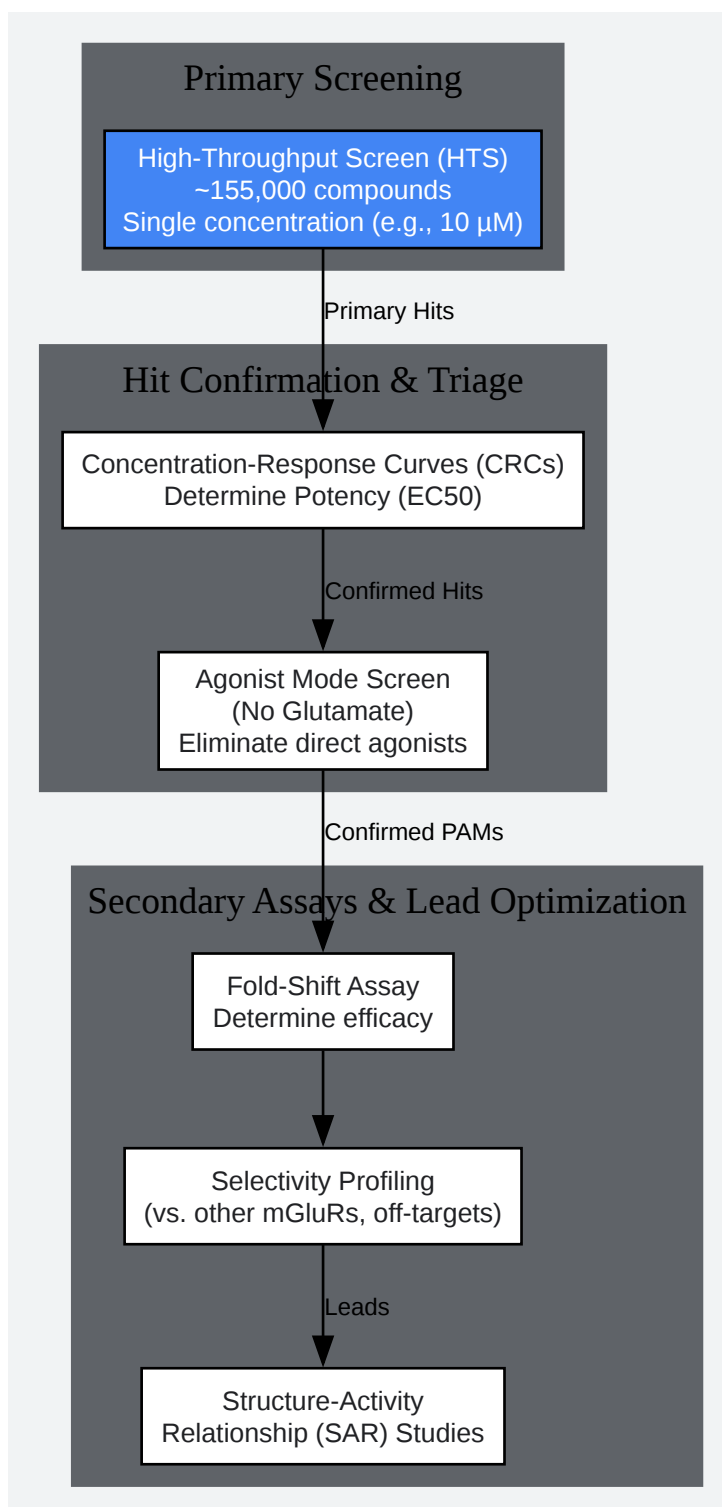 Primary Screening
High-Throughput Screen (HTS)
~155,000 compounds
Single concentration (e.g., 10 µM)
Primary Hits
Hit Confirmation & Triage
Concentration-Response Curves (CRCs)
Determine Potency (EC50)
Confirmed Hits
Agonist Mode Screen
(No Glutamate)
Eliminate direct agonists
Confirmed PAMs
Secondary Assays & Lead Optimization
Fold-Shift Assay
Determine efficacy
Selectivity Profiling
(vs. other mGluRs, off-targets)
Leads
Structure-Activity
Relationship (SAR) Studies